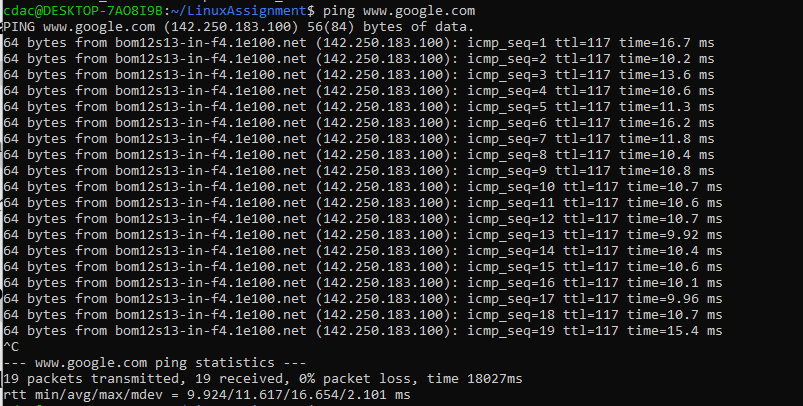 cdac@DESKTOP-7AO8I9B:~/LinuxAssignment$ ping www.google.com
PING www.google.com (142.250.183.100) 56(84) bytes of data.
64 bytes from bom12s13-in-f4.1e100.net (142.250.183.100): icmp_seq=1 ttl=117 time=16.7 ms
64 bytes from bom12s13-in-f4.1e100.net (142.250.183.100): icmp_seq=2 ttl=117 time=10.2 ms
64 bytes from bom12s13-in-f4.1e100.net (142.250.183.100): icmp_seq=3 ttl=117 time=13.6 ms
64 bytes from bom12s13-in-f4.1e100.net (142.250.183.100): icmp_seq=4 ttl=117 time=10.6 ms
64 bytes from bom12s13-in-f4.1e100.net (142.250.183.100): icmp_seq=5 ttl=117 time=11.3 ms
64 bytes from bom12s13-in-f4.1e100.net (142.250.183.100): icmp_seq=6 ttl=117 time=16.2 ms
64 bytes from bom12s13-in-f4.1e100.net (142.250.183.100): icmp_seq=7 ttl=117 time=11.8 ms
64 bytes from bom12s13-in-f4.1e100.net (142.250.183.100): icmp_seq=8 ttl=117 time=10.4 ms
64 bytes from bom12s13-in-f4.1e100.net (142.250.183.100): icmp_seq=9 ttl=117 time=10.8 ms
64 bytes from bom12s13-in-f4.1e100.net (142.250.183.100): icmp_seq=10 ttl=117 time=10.7 ms
64 bytes from bom12s13-in-f4.1e100.net (142.250.183.100): icmp_seq=11 ttl=117 time=10.6 ms
64 bytes from bom12s13-in-f4.1e100.net (142.250.183.100): icmp_seq=12 ttl=117 time=10.7 ms
64 bytes from bom12s13-in-f4.1e100.net (142.250.183.100): icmp_seq=13 ttl=117 time=9.92 ms
64 bytes from bom12s13-in-f4.1e100.net (142.250.183.100): icmp_seq=14 ttl=117 time=10.4 ms
64 bytes from bom12s13-in-f4.1e100.net (142.250.183.100): icmp_seq=15 ttl=117 time=10.6 ms
64 bytes from bom12s13-in-f4.1e100.net (142.250.183.100): icmp_seq=16 ttl=117 time=10.1 ms
64 bytes from bom12s13-in-f4.1e100.net (142.250.183.100): icmp_seq=17 ttl=117 time=9.96 ms
64 bytes from bom12s13-in-f4.1e100.net (142.250.183.100): icmp_seq=18 ttl=117 time=10.7 ms
64 bytes from bom12s13-in-f4.1e100.net (142.250.183.100): icmp_seq=19 ttl=117 time=15.4 ms
^C
--- www.google.com ping statistics ---
19 packets transmitted, 19 received, 0% packet loss, time 18027ms
rtt min/avg/max/mdev = 9.924/11.617/16.654/2.101 ms